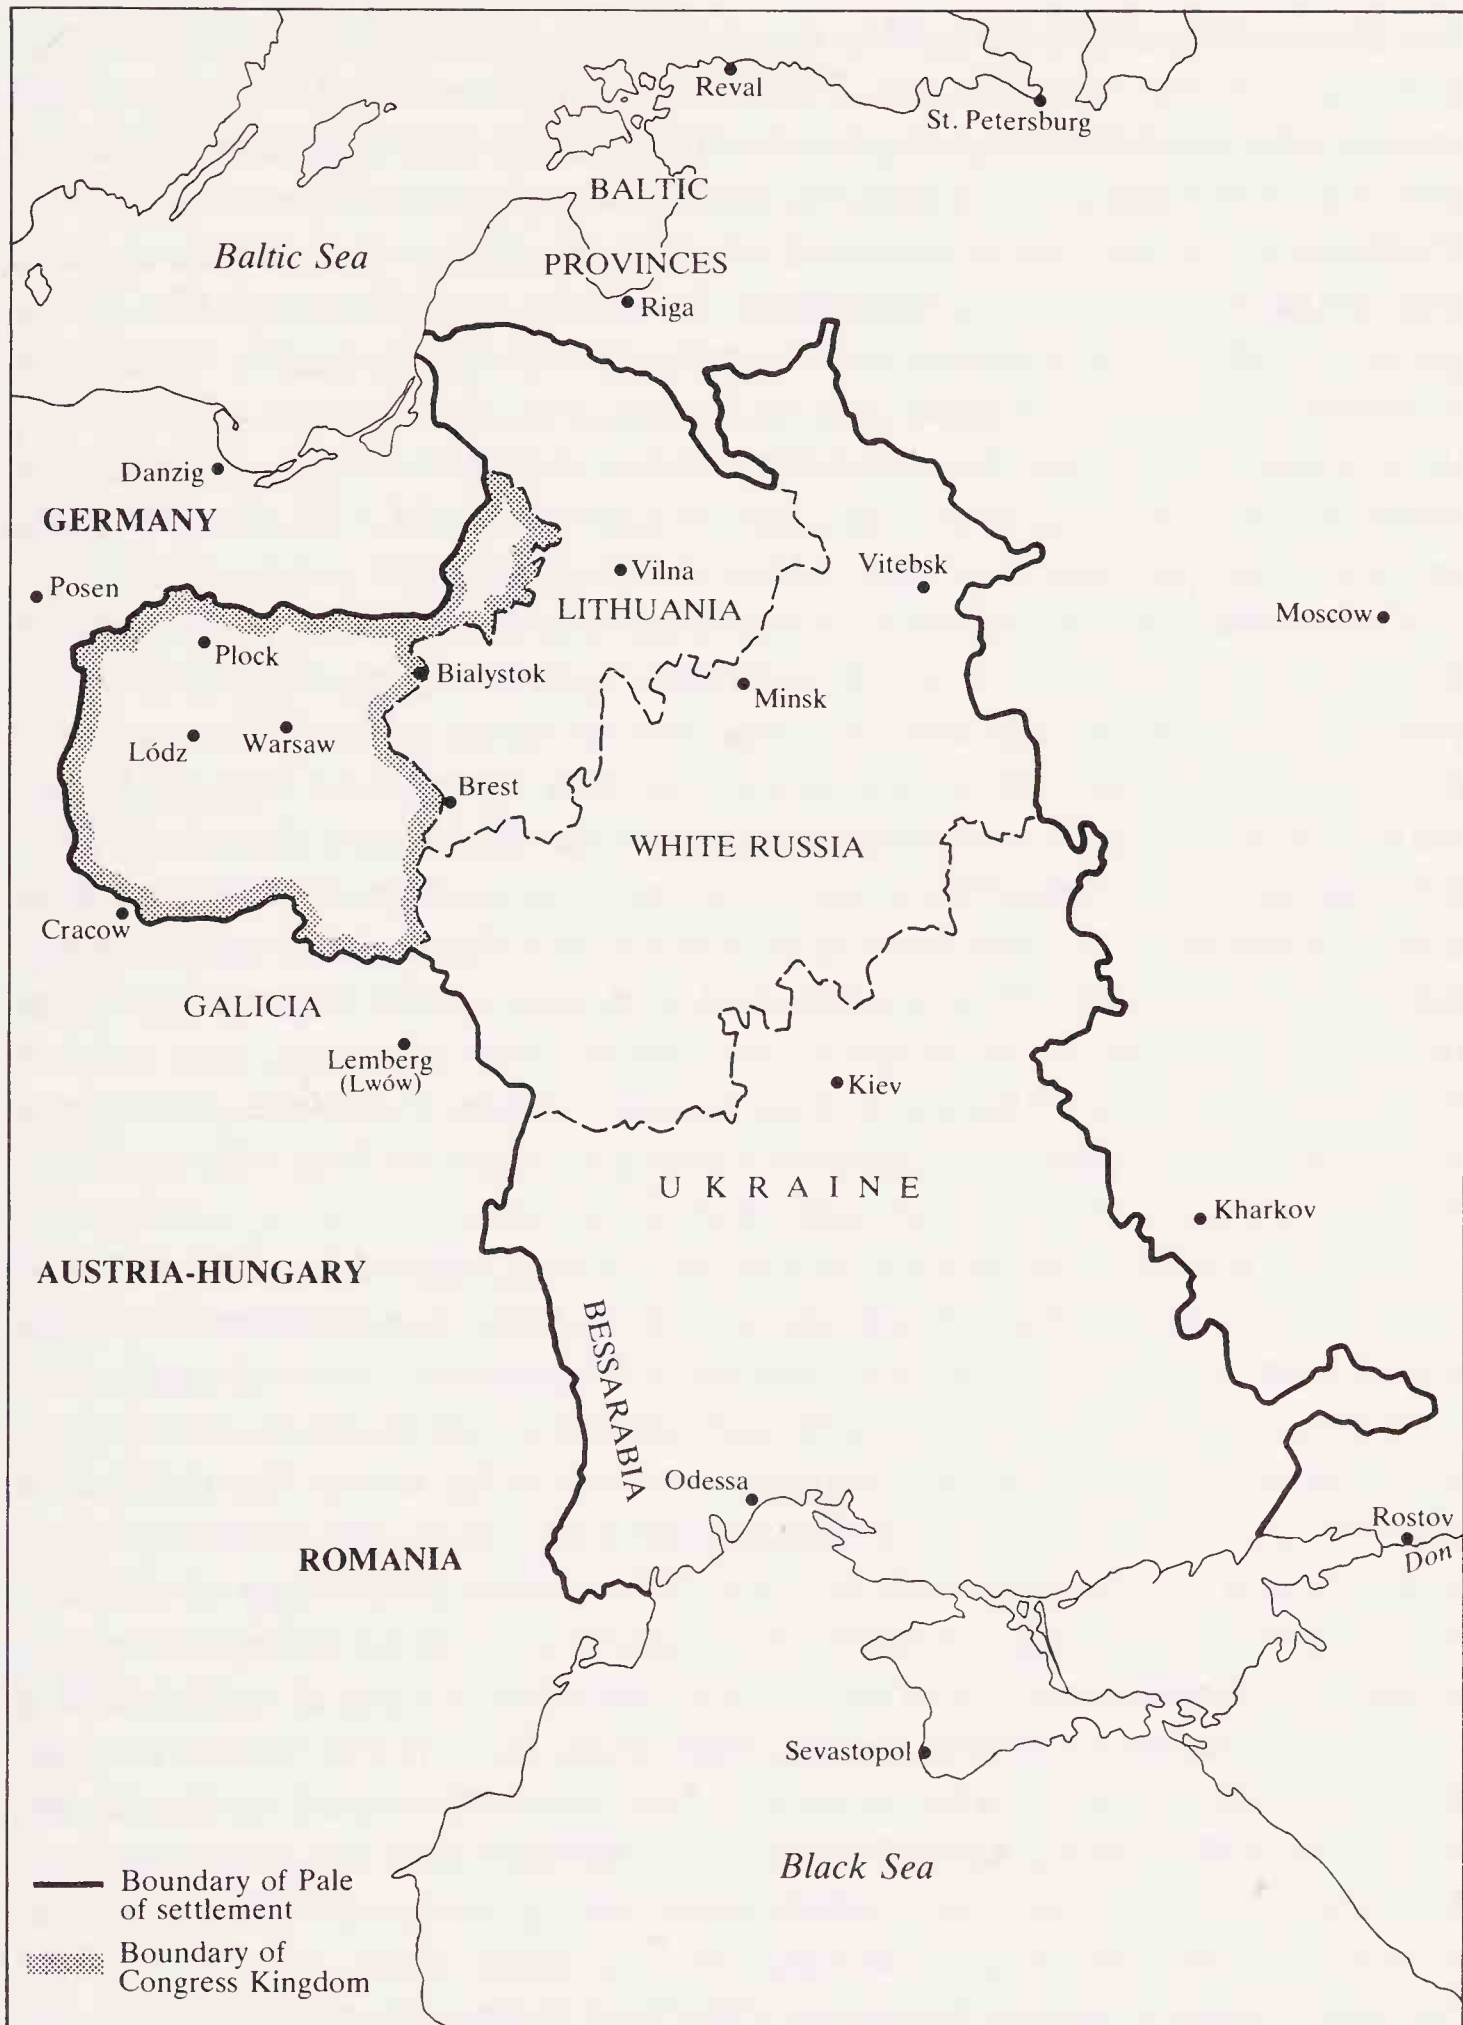 Reval
St. Petersburg
BALTIC
PROVINCES
Baltic Sea
Riga
Danzig
GERMANY
Posen
Vilna
LITHUANIA
Vitebsk
Moscow
Plock
Bialystok
Minsk
Lódz
Warsaw
Brest
WHITE RUSSIA
Cracow
GALICIA
Lemberg
(Lwów)
Kiev
UKRAINE
Kharkov
AUSTRIA-HUNGARY
BESSARABIA
Odessa
Rostov
Don
ROMANIA
Sevastopol
Black Sea
Boundary of Pale
of settlement
Boundary of
Congress Kingdom